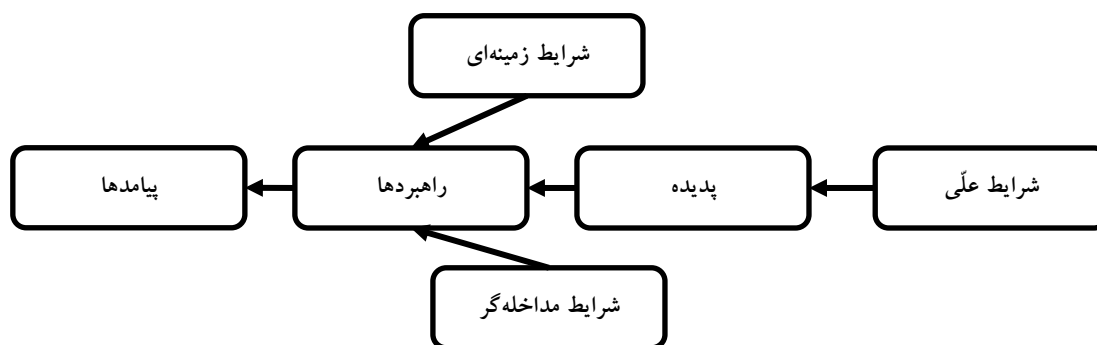 شرایط زمینه‌ای
شرایط علّی
پدیده
راهبردها
پیامدها
شرایط مداخله‌گر